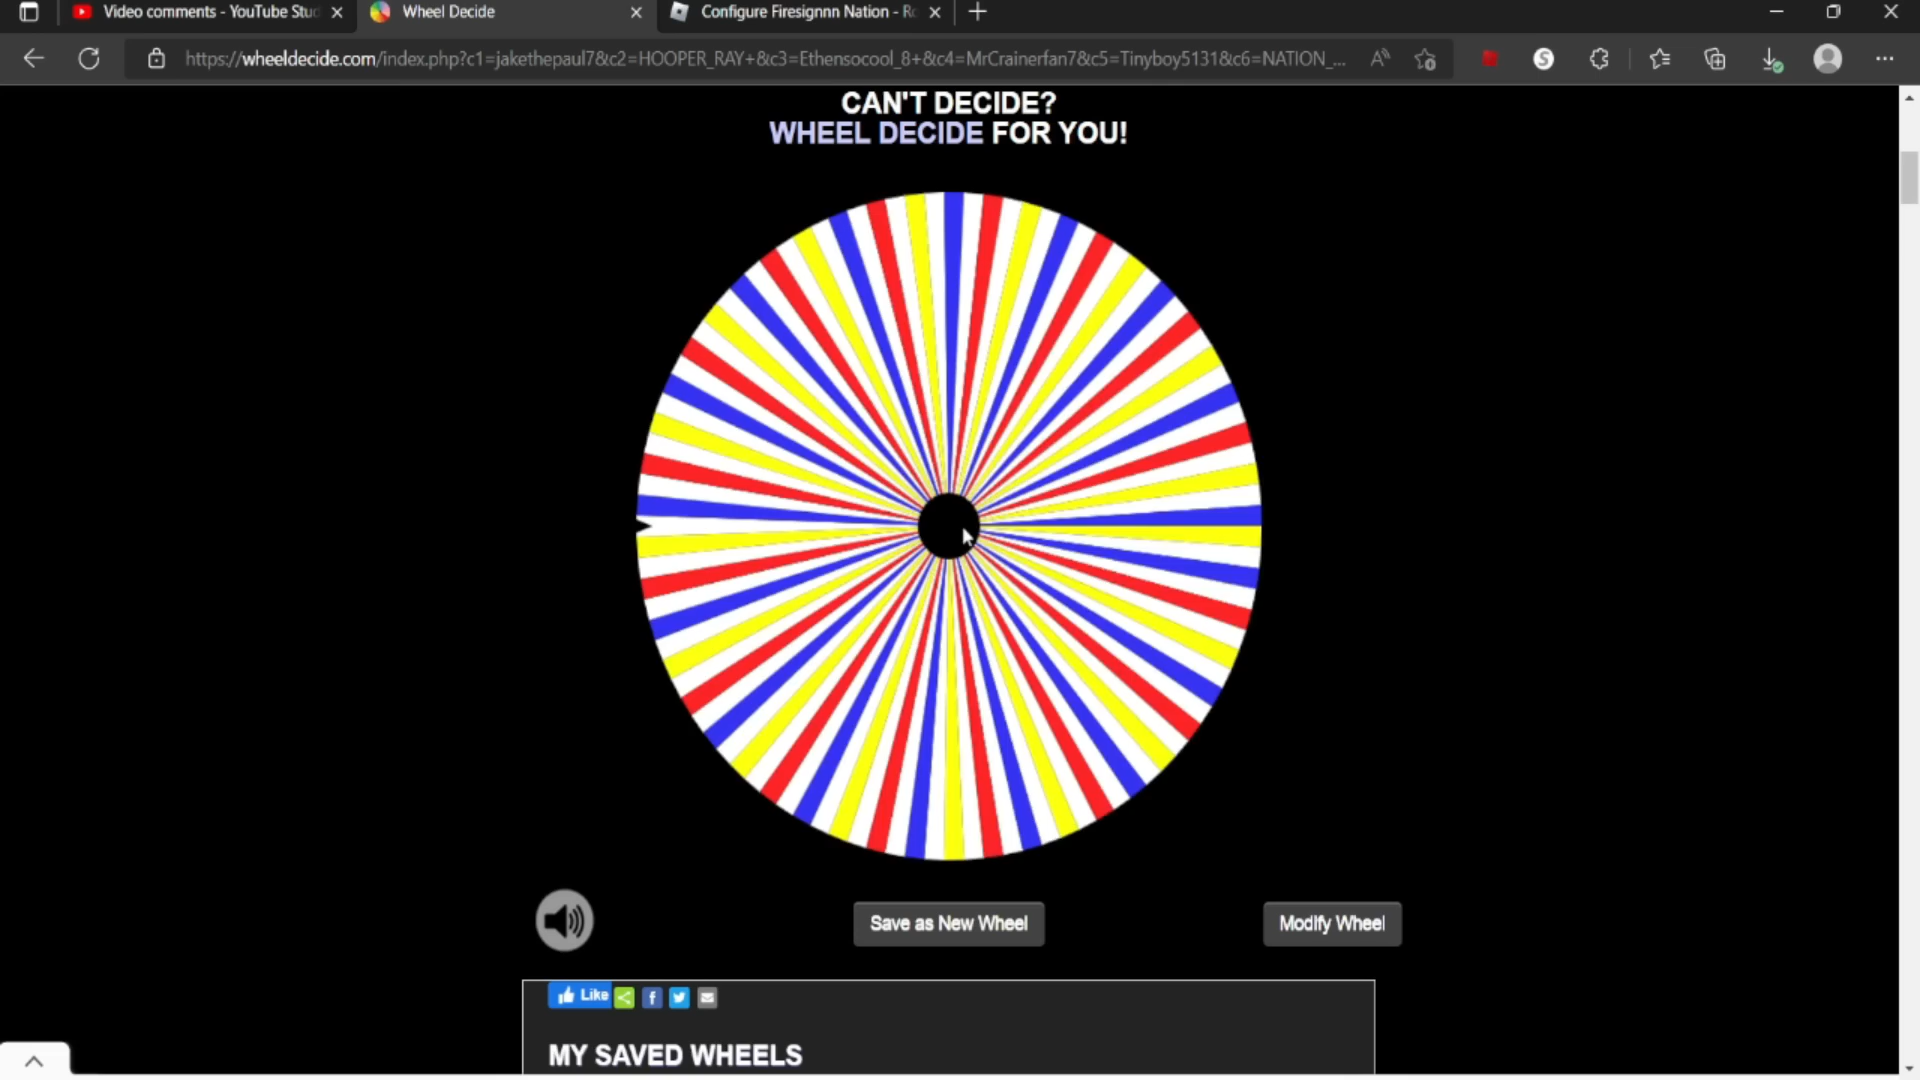 Video comments - YouTube Stu
Wheel Decide
Configure Firesignnn Nation - Ro
https://wheeldecide.com/index.php?c1=jakethepaul7&c2=HOOPER_RAY+&c3=Ethensocool_8+&c4=MrCrainerfan7&c5=Tinyboy5131&c6=NATION_...
CAN'T DECIDE?
WHEEL DECIDE FOR YOU!
Save as New Wheel
Modify Wheel
Like
MY SAVED WHEELS